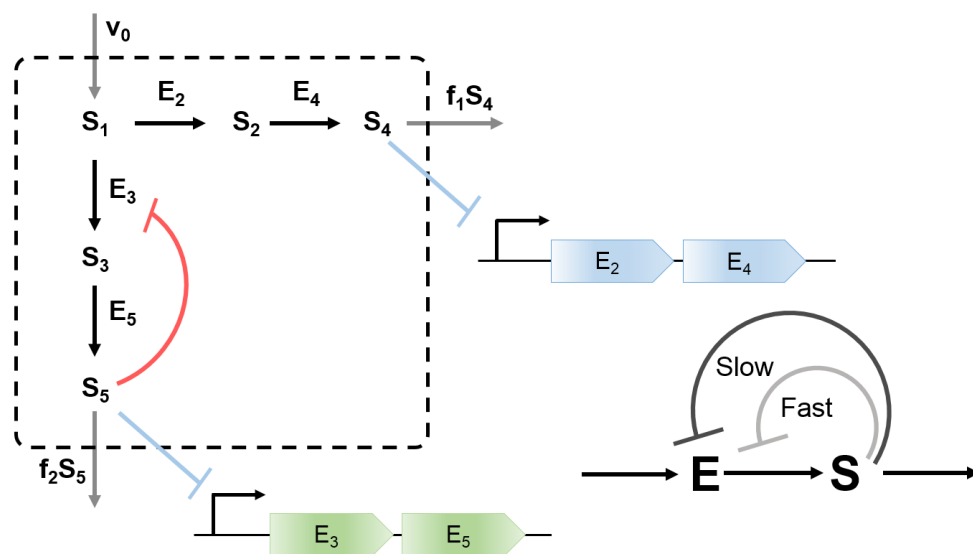 v₀
E₂ E₄ f₁S₄
S₁ S₂ S₄
E₃
S₃
E₂ E₄
E₅
S₅
Slow
Fast
f₂S₅
E S
E₃ E₅